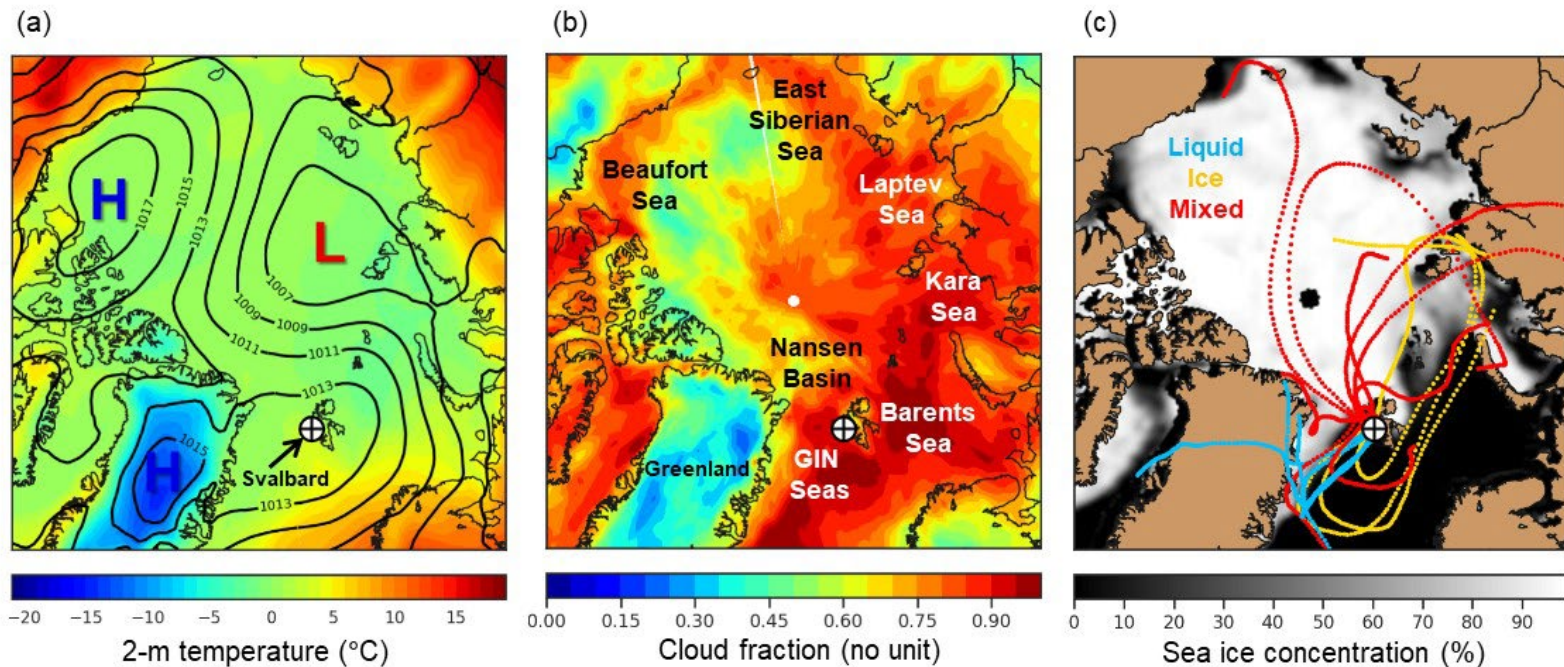 (a)
H
L
H
1017
1015
1013
1007
1009
1009
1011
1011
1013
1015
1013
Svalbard
−20 −15 −10 −5 0 5 10 15
2-m temperature (°C)
(b)
East
Siberian
Sea
Beaufort
Sea
Laptev
Sea
Kara
Sea
Nansen
Basin
Barents
Sea
GIN
Seas
Greenland
0.00 0.15 0.30 0.45 0.60 0.75 0.90
Cloud fraction (no unit)
(c)
Liquid
Ice
Mixed
0 10 20 30 40 50 60 70 80 90
Sea ice concentration (%)